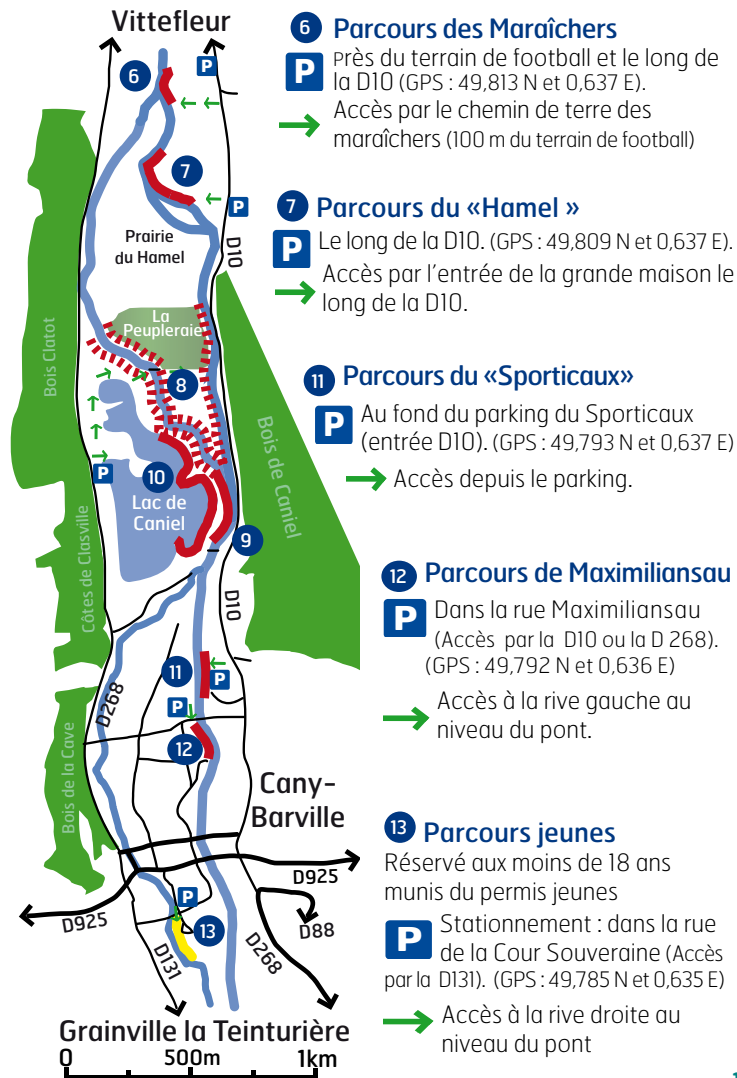 Vittefleur
6
P
6
7
P
Prairie
du Hamel
D10
La
Peupleraie
Bois Clatot
8
Bois de Caniel
P
10
Lac de
Caniel
9
Côtes de Clasville
D10
11
P
P
D268
12
Bois de la Cave
Cany-
Barville
D925
D925
P
13
D88
D131
D268
Grainville la Teinturière
0 500m 1km
6 Parcours des Maraîchers
P Près du terrain de football et le long de
la D10 (GPS : 49,813 N et 0,637 E).
Accès par le chemin de terre des
maraîchers (100 m du terrain de football)
7 Parcours du «Hamel »
P Le long de la D10. (GPS : 49,809 N et 0,637 E).
Accès par l'entrée de la grande maison le
long de la D10.
11 Parcours du «Sporticaux»
P Au fond du parking du Sporticaux
(entrée D10). (GPS : 49,793 N et 0,637 E)
Accès depuis le parking.
12 Parcours de Maximiliansau
P Dans la rue Maximiliansau
(Accès par la D10 ou la D 268).
(GPS : 49,792 N et 0,636 E)
Accès à la rive gauche au
niveau du pont.
13 Parcours jeunes
Réservé aux moins de 18 ans
munis du permis jeunes
P Stationnement : dans la rue
de la Cour Souveraine (Accès
par la D131). (GPS : 49,785 N et 0,635 E)
Accès à la rive droite au
niveau du pont